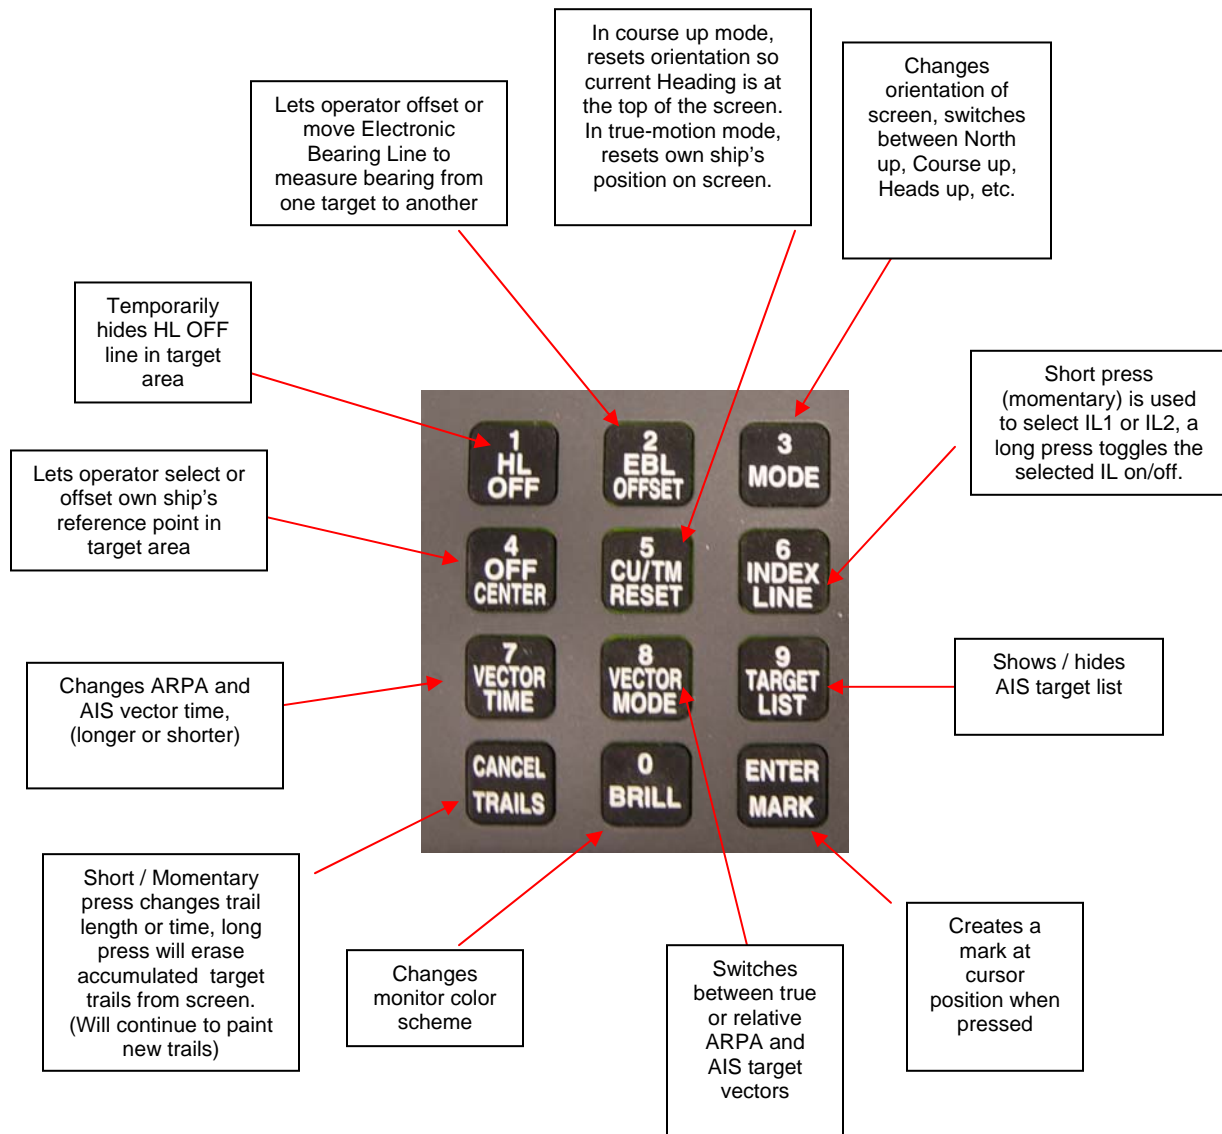 In course up mode,
resets orientation so
current Heading is at
the top of the screen.
In true-motion mode,
resets own ship's
position on screen.
Changes
orientation of
screen, switches
between North
up, Course up,
Heads up, etc.
Lets operator offset or
move Electronic
Bearing Line to
measure bearing from
one target to another
Temporarily
hides HL OFF
line in target
area
Short press
(momentary) is used
to select IL1 or IL2, a
long press toggles the
selected IL on/off.
Lets operator select or
offset own ship's
reference point in
target area
1
HL
OFF
2
EBL
OFFSET
3
MODE
4
OFF
CENTER
5
CU/TM
RESET
6
INDEX
LINE
7
VECTOR
TIME
8
VECTOR
MODE
9
TARGET
LIST
CANCEL
TRAILS
0
BRILL
ENTER
MARK
Shows / hides
AIS target list
Changes ARPA and
AIS vector time,
(longer or shorter)
Short / Momentary
press changes trail
length or time, long
press will erase
accumulated target
trails from screen.
(Will continue to paint
new trails)
Changes
monitor color
scheme
Switches
between true
or relative
ARPA and
AIS target
vectors
Creates a
mark at
cursor
position when
pressed